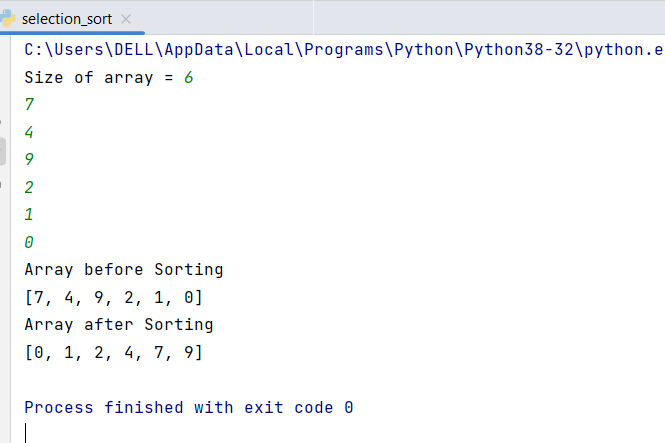 selection_sort
C:\Users\DELL\AppData\Local\Programs\Python\Python38-32\python.e
Size of array = 6
7
4
9
2
1
0
Array before Sorting
[7, 4, 9, 2, 1, 0]
Array after Sorting
[0, 1, 2, 4, 7, 9]
Process finished with exit code 0